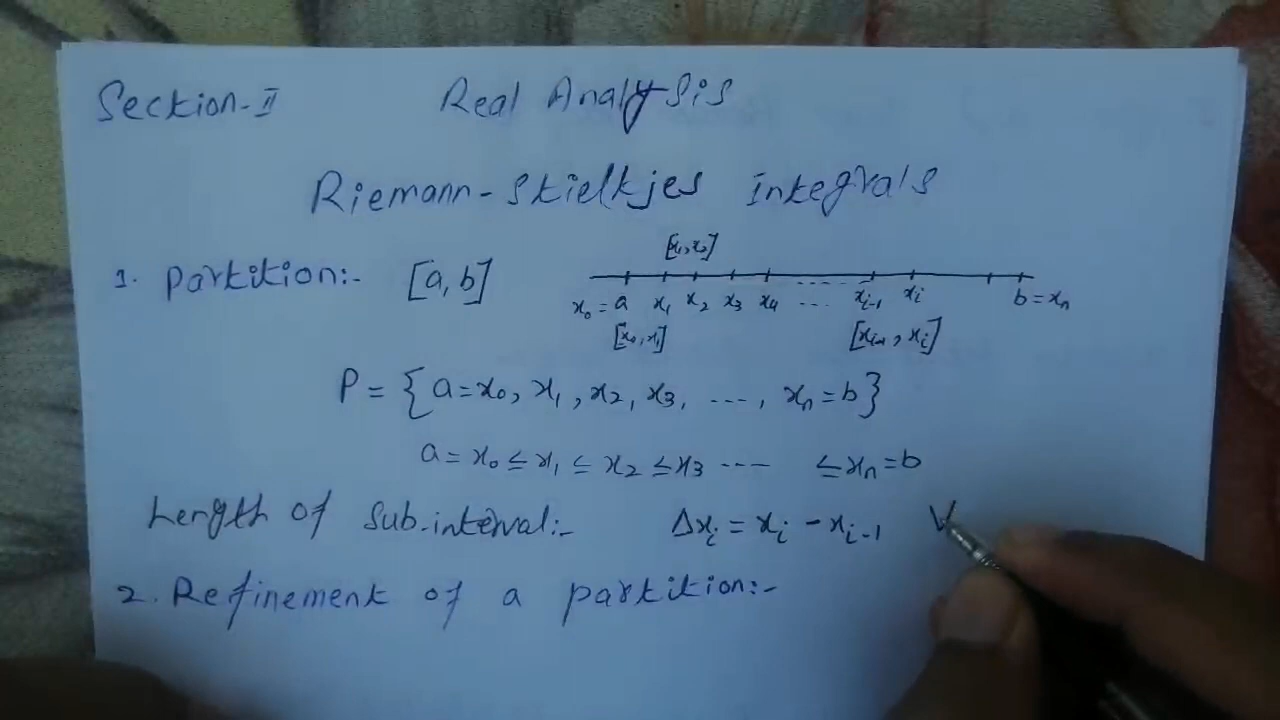 Section-II Real Analysis
Riemann-Stieltjes Integrals
1. Partition:- [a, b]
[x₁, x₂]
x₀ = a x₁ x₂ x₃ x₄ ... xᵢ₋₁ xᵢ b = xₙ
[x₀, x₁] [xᵢ₋₁, xᵢ]
P = { a = x₀, x₁, x₂, x₃, ---, xₙ = b }
a = x₀ ≤ x₁ ≤ x₂ ≤ x₃ ---- ≤ xₙ = b
Length of Sub-interval:- Δxᵢ = xᵢ - xᵢ₋₁ ∀
2. Refinement of a partition:-